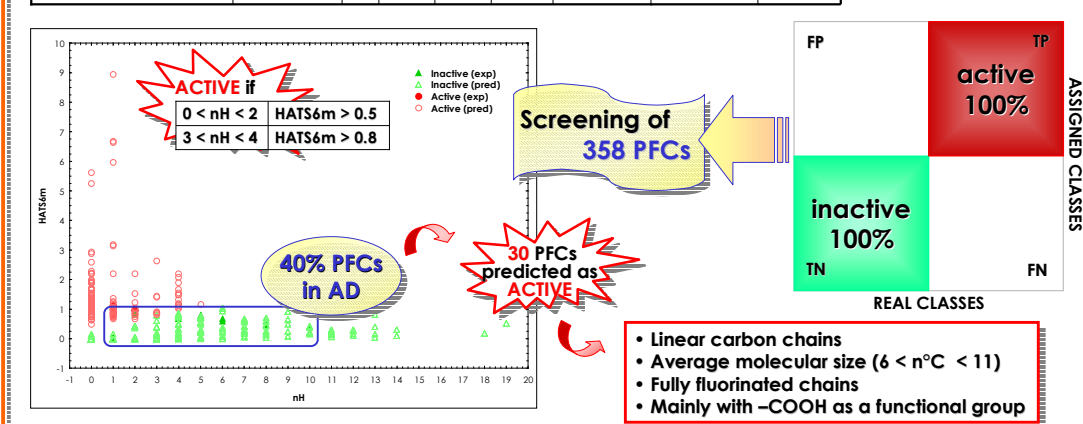 10
9
8
7
6
5
4
3
2
1
0
-1
HATS6m
-1 0 1 2 3 4 5 6 7 8 9 10 11 12 13 14 15 16 17 18 19 20
nH
ACTIVE if
0 < nH < 2 HATS6m > 0.5
3 < nH < 4 HATS6m > 0.8
Inactive (exp)
Inactive (pred)
Active (exp)
Active (pred)
40% PFCs
in AD
Screening of
358 PFCs
30 PFCs
predicted as
ACTIVE
FP
TP
active
100%
inactive
100%
TN
FN
ASSIGNED CLASSES
REAL CLASSES
• Linear carbon chains
• Average molecular size (6 < n°C < 11)
• Fully fluorinated chains
• Mainly with –COOH as a functional group